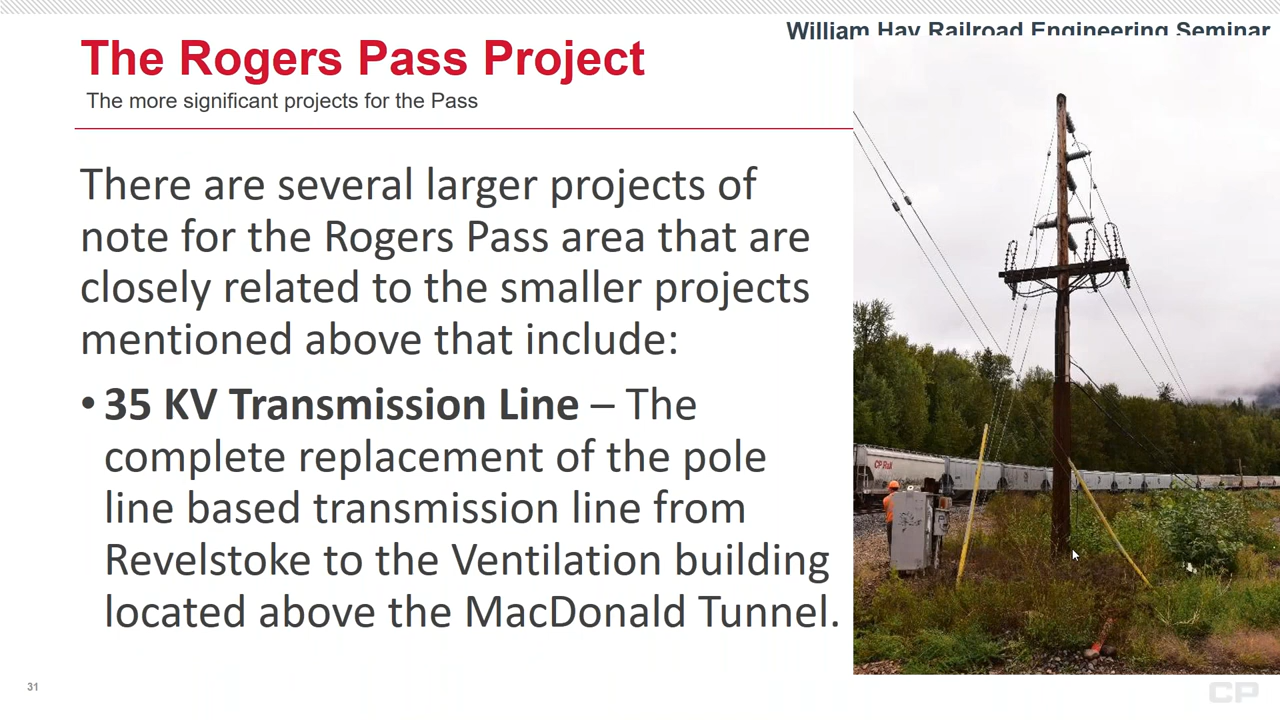 William Hay Railroad Engineering Seminar
The Rogers Pass Project
The more significant projects for the Pass
There are several larger projects of
note for the Rogers Pass area that are
closely related to the smaller projects
mentioned above that include:
• 35 KV Transmission Line – The
complete replacement of the pole
line based transmission line from
Revelstoke to the Ventilation building
located above the MacDonald Tunnel.
CP Rail
31
CP